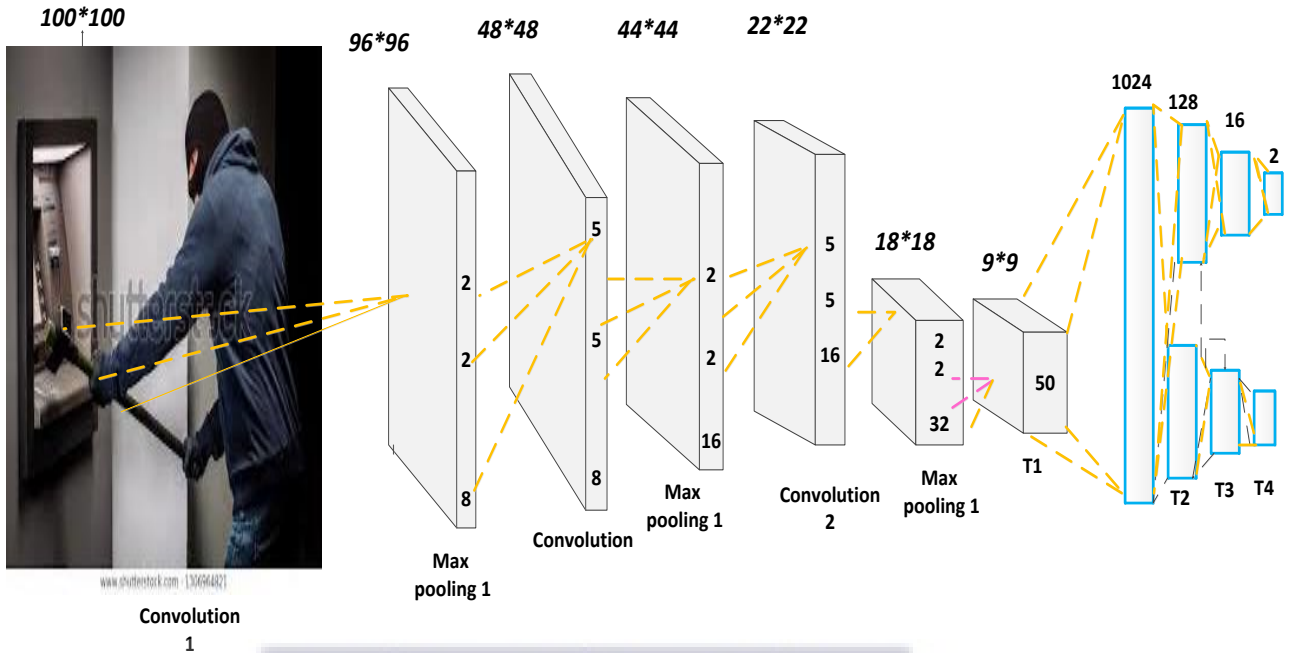 100*100
96*96
48*48
44*44
22*22
18*18
9*9
1024
128
16
2
shutterstock
www.shutterstock.com · 1306964821
2
2
8
5
5
8
2
2
16
5
5
16
2
2
32
50
Convolution
1
Max
pooling 1
Convolution
Max
pooling 1
Convolution
2
Max
pooling 1
T1
T2
T3
T4